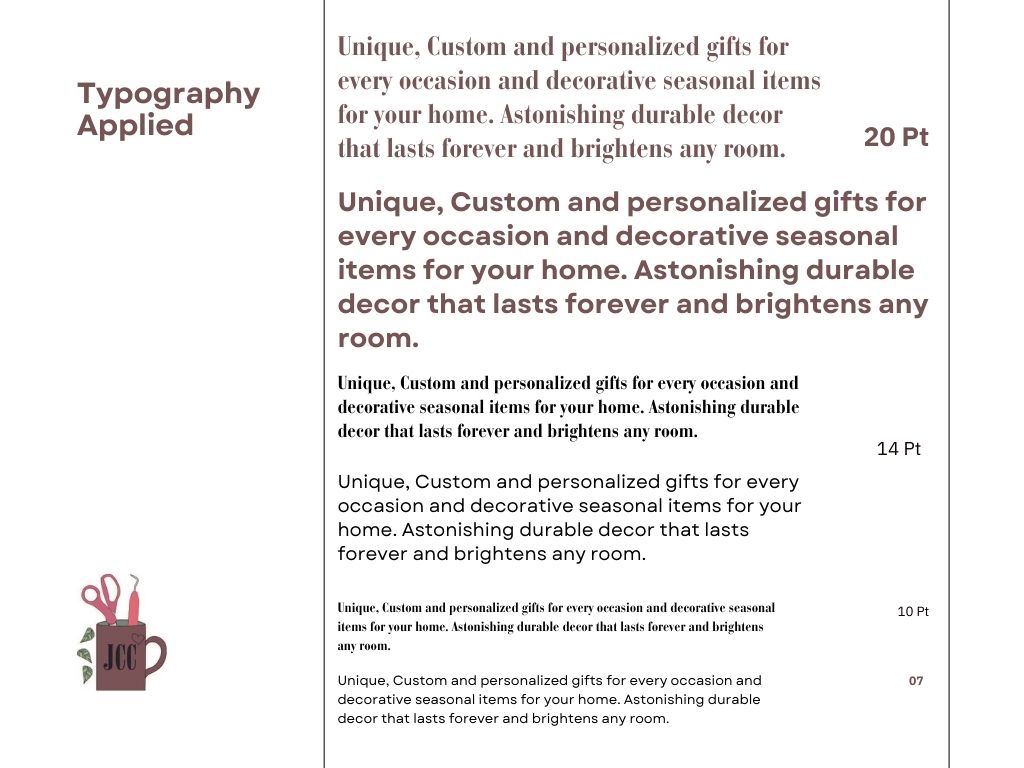 Typography
Applied
Unique, Custom and personalized gifts for
every occasion and decorative seasonal items
for your home. Astonishing durable decor
that lasts forever and brightens any room.
20 Pt
Unique, Custom and personalized gifts for
every occasion and decorative seasonal
items for your home. Astonishing durable
decor that lasts forever and brightens any
room.
Unique, Custom and personalized gifts for every occasion and
decorative seasonal items for your home. Astonishing durable
decor that lasts forever and brightens any room.
14 Pt
Unique, Custom and personalized gifts for every
occasion and decorative seasonal items for your
home. Astonishing durable decor that lasts
forever and brightens any room.
Unique, Custom and personalized gifts for every occasion and decorative seasonal
items for your home. Astonishing durable decor that lasts forever and brightens
any room.
10 Pt
Unique, Custom and personalized gifts for every occasion and
decorative seasonal items for your home. Astonishing durable
decor that lasts forever and brightens any room.
07
JCC